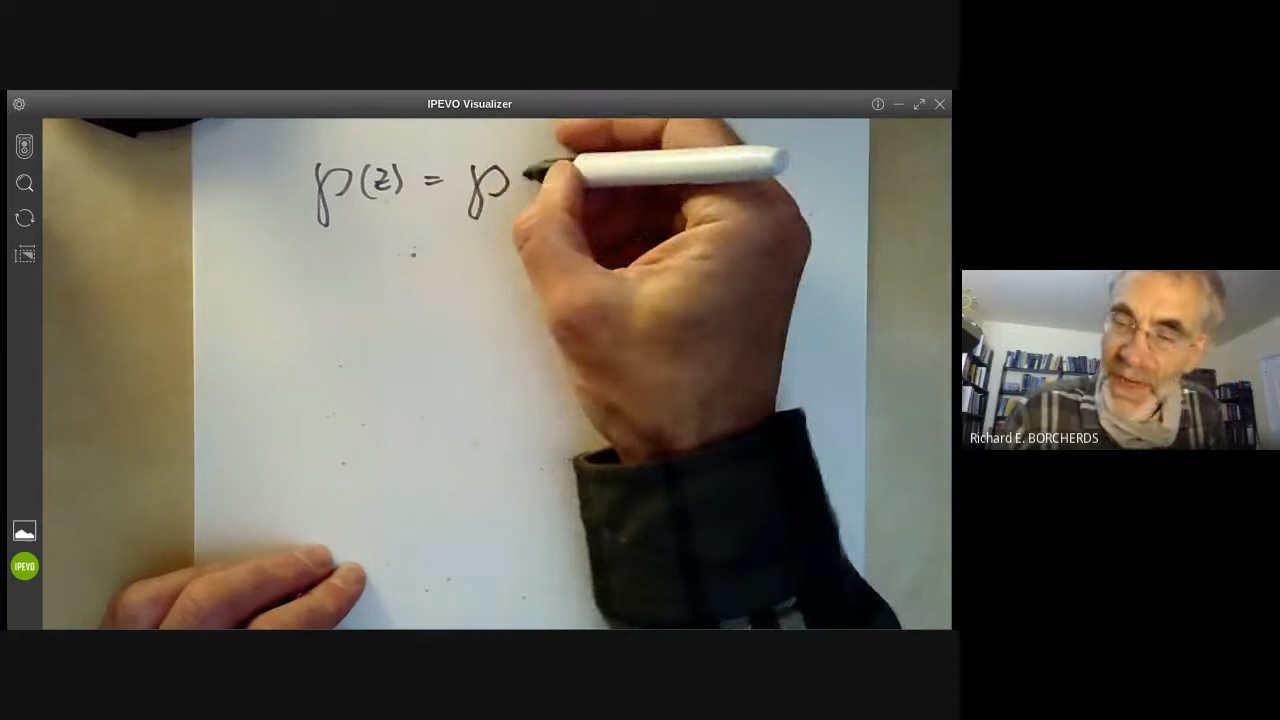 IPEVO Visualizer
℘(z) = ℘
IPEVO
Richard E. BORCHERDS